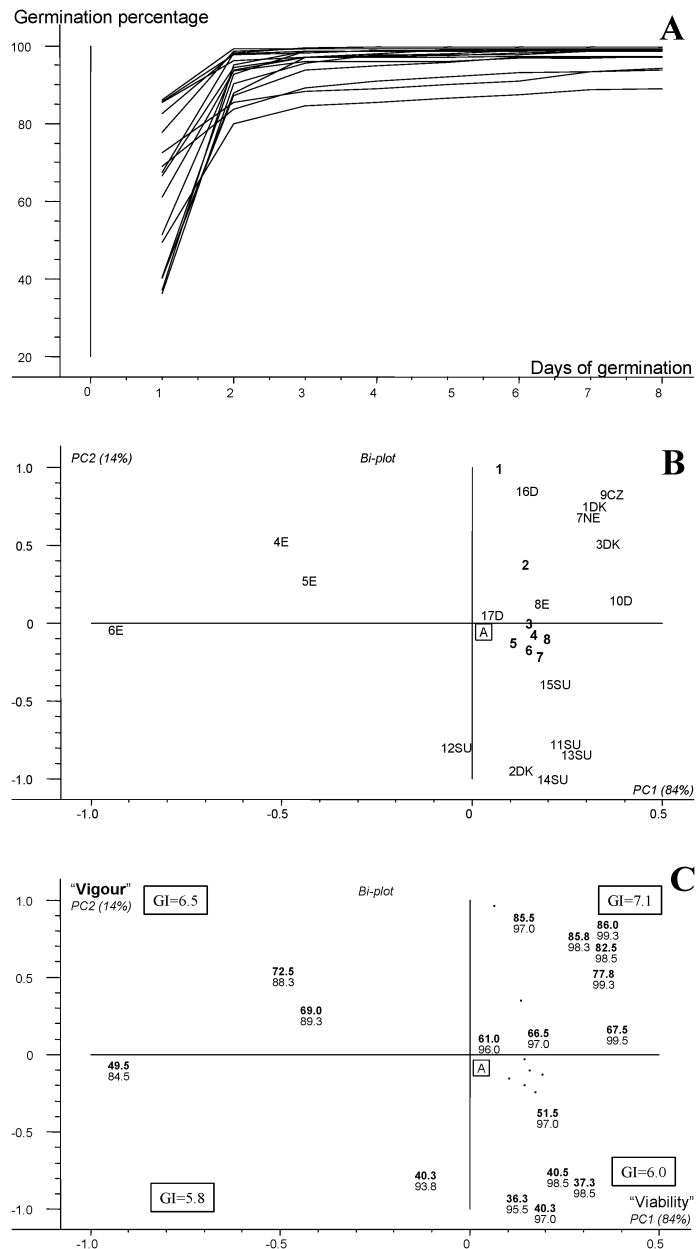 Germination percentage
A
100
80
60
40
20
Days of germination
0 1 2 3 4 5 6 7 8
PC2 (14%) Bi-plot B
1.0 1
16D 9CZ
1DK
7NE
4E 0.5 3DK
5E 2
8E 10D
17D
0 3
6E A 4
5 8
6
7
15SU
-0.5
12SU 11SU
13SU
2DK
-1.0 14SU
PC1 (84%)
-1.0 -0.5 0 0.5
C
"Vigour" GI=6.5 Bi-plot GI=7.1
PC2 (14%)
1.0
85.5 86.0
97.0 99.3
85.8 82.5
98.3 98.5
72.5 77.8
88.3 99.3
0.5
69.0
89.3
61.0 66.5 67.5
96.0 97.0 99.5
0
49.5 A
84.5
51.5
97.0
-0.5
40.3 40.5 37.3 GI=6.0
93.8 98.5 98.5
GI=5.8 36.3 40.3 "Viability"
95.5 97.0 PC1 (84%)
-1.0
-1.0 -0.5 0 0.5